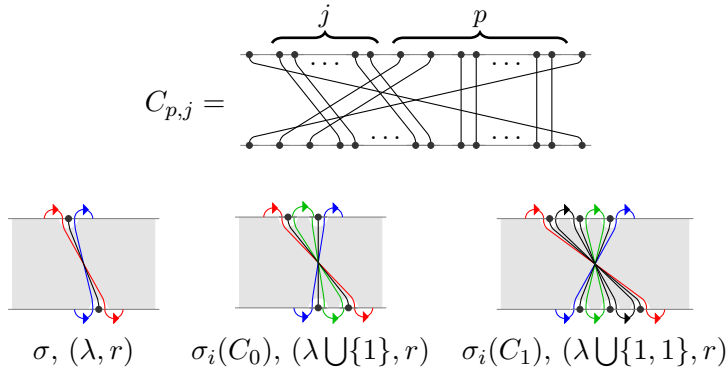 j p
C_{p,j} =
σ, (λ, r) σ_i(C_0), (λ ⋃{1}, r) σ_i(C_1), (λ ⋃{1, 1}, r)